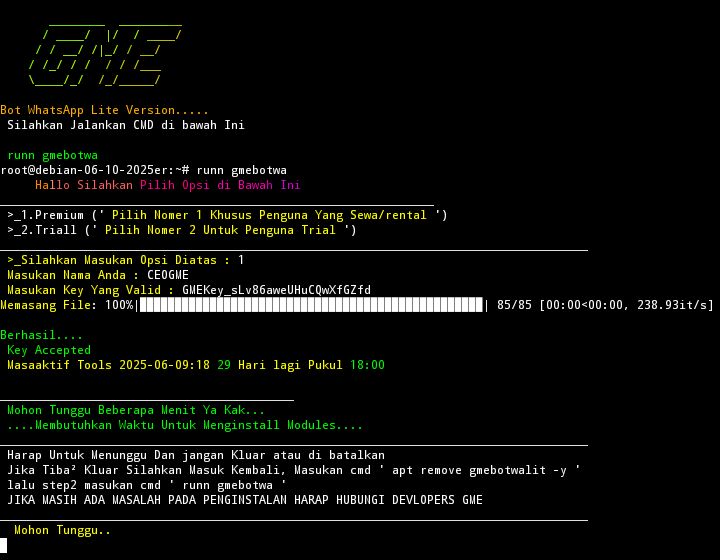 GME
Bot WhatsApp Lite Version.....
Silahkan Jalankan CMD di bawah Ini
runn gmebotwa
root@debian-06-10-2025er:~# runn gmebotwa
Hallo Silahkan Pilih Opsi di Bawah Ini
>_1.Premium (' Pilih Nomer 1 Khusus Penguna Yang Sewa/rental ')
>_2.Triall (' Pilih Nomer 2 Untuk Penguna Trial ')
>_Silahkan Masukan Opsi Diatas : 1
Masukan Nama Anda : CEOGME
Masukan Key Yang Valid : GMEKey_sLv86aweUHuCQwXfGZfd
Memasang File: 100%|██████████| 85/85 [00:00<00:00, 238.93it/s]
Berhasil....
Key Accepted
Masaaktif Tools 2025-06-09:18 29 Hari lagi Pukul 18:00
Mohon Tunggu Beberapa Menit Ya Kak...
....Membutuhkan Waktu Untuk Menginstall Modules....
Harap Untuk Menunggu Dan jangan Kluar atau di batalkan
Jika Tiba² Kluar Silahkan Masuk Kembali, Masukan cmd ' apt remove gmebotwalit -y '
lalu step2 masukan cmd ' runn gmebotwa '
JIKA MASIH ADA MASALAH PADA PENGINSTALAN HARAP HUBUNGI DEVLOPERS GME
Mohon Tunggu..